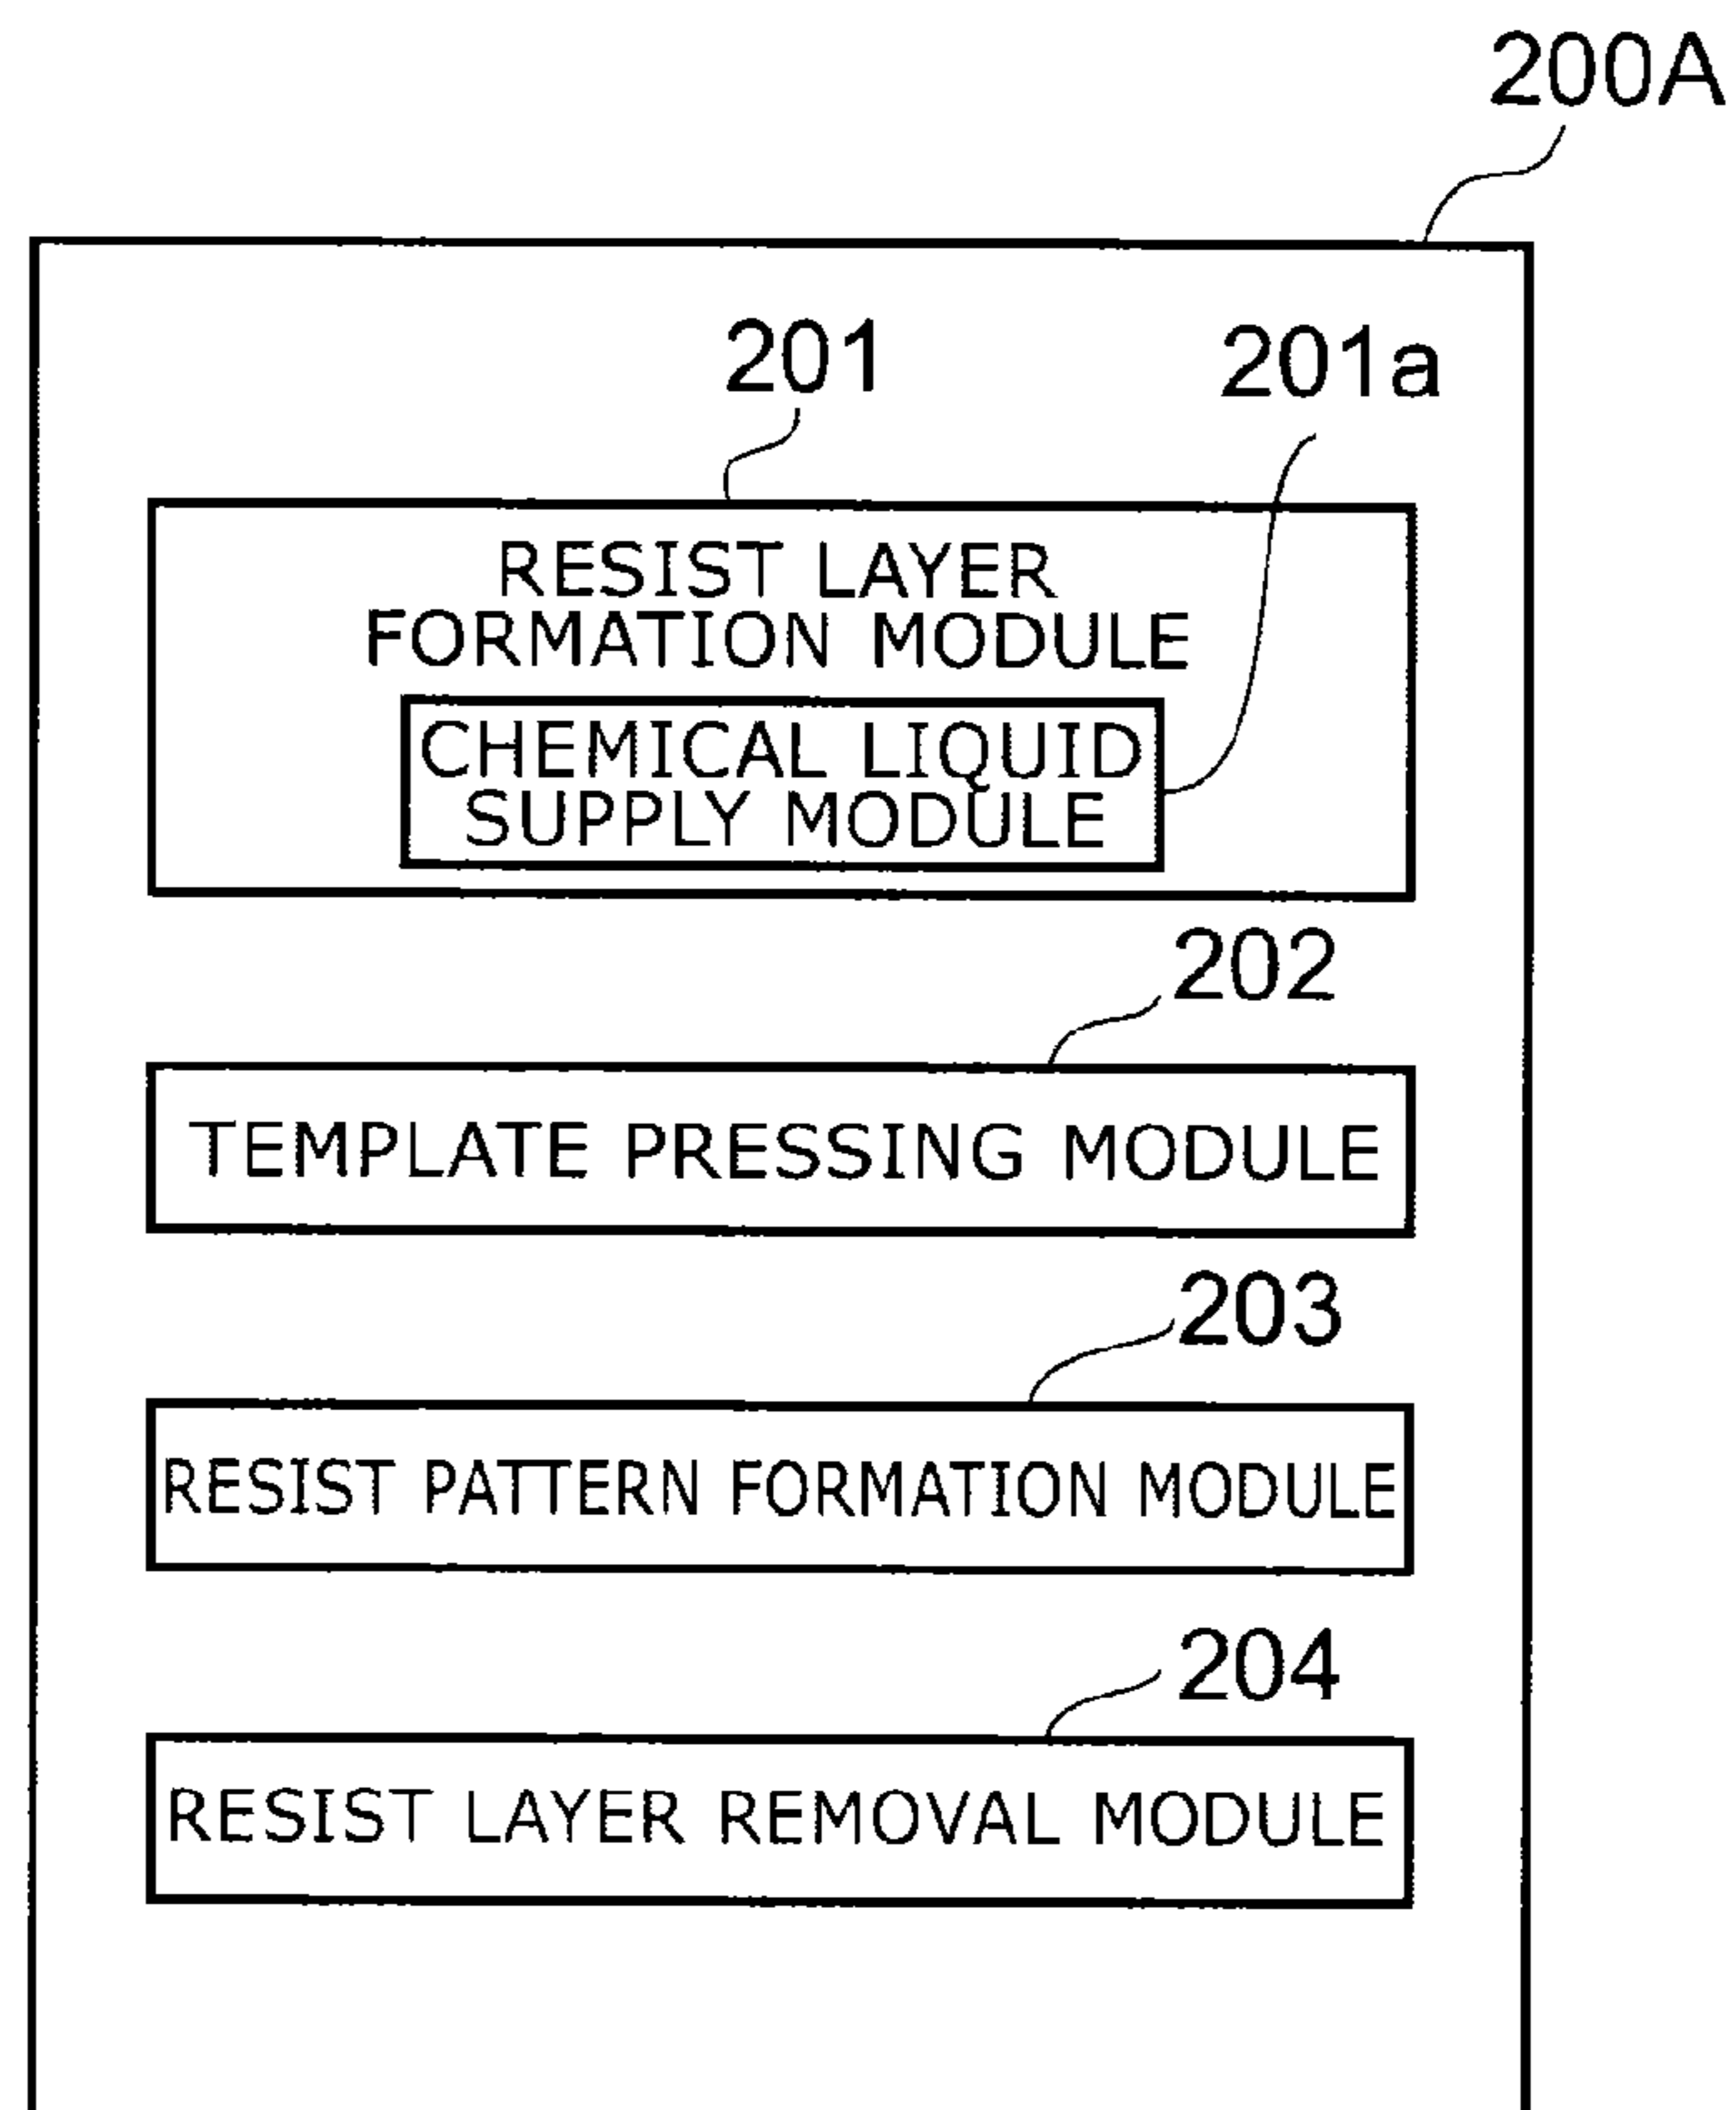 200A
201
201a
RESIST LAYER
FORMATION MODULE
CHEMICAL LIQUID
SUPPLY MODULE
202
TEMPLATE PRESSING MODULE
203
RESIST PATTERN FORMATION MODULE
204
RESIST LAYER REMOVAL MODULE